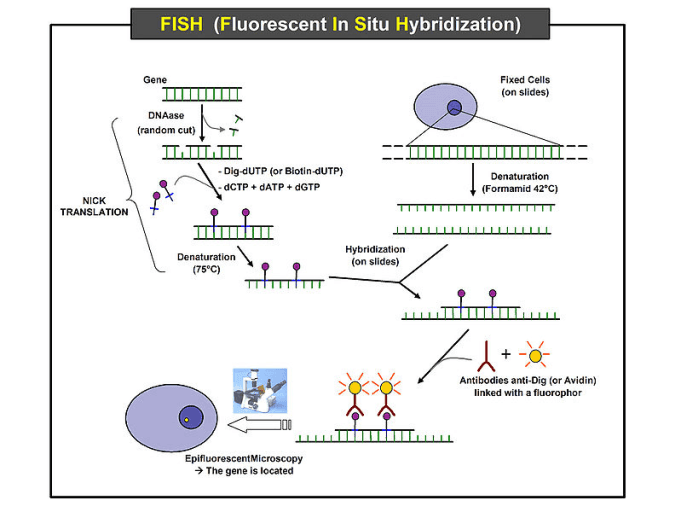 FISH (Fluorescent In Situ Hybridization)
Gene
DNAase
(random cut)
- Dig-dUTP (or Biotin-dUTP)
- dCTP + dATP + dGTP
NICK
TRANSLATION
Denaturation
(75°C)
Fixed Cells
(on slides)
Denaturation
(Formamid 42°C)
Hybridization
(on slides)
+
Antibodies anti-Dig (or Avidin)
linked with a fluorophor
EpifluorescentMicroscopy
→ The gene is located